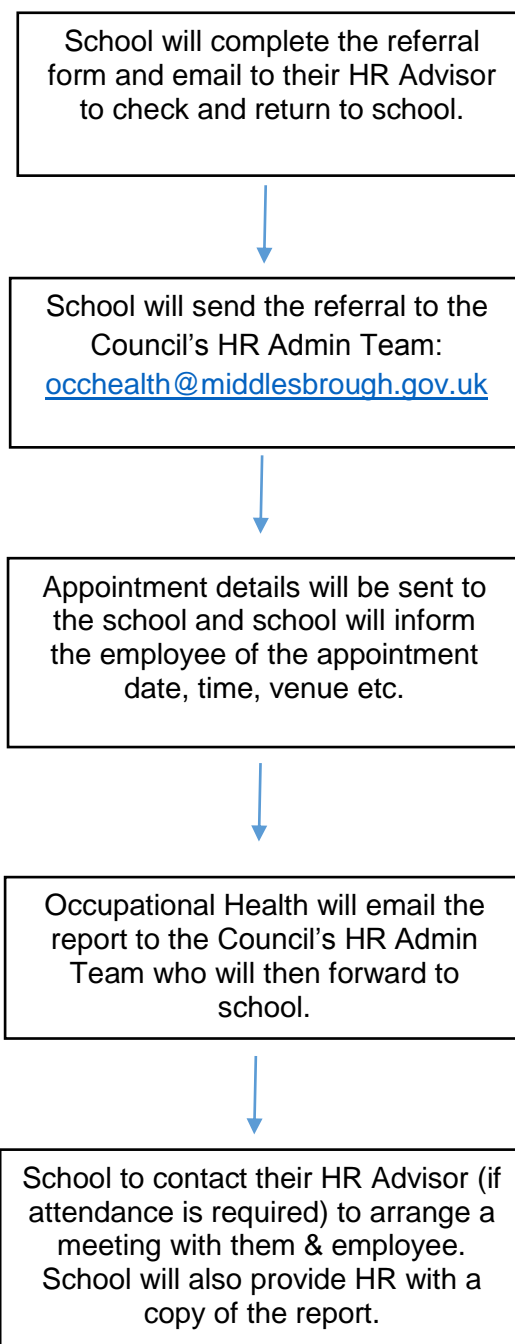 School will complete the referral
form and email to their HR Advisor
to check and return to school.
School will send the referral to the
Council’s HR Admin Team:
occhealth@middlesbrough.gov.uk
Appointment details will be sent to
the school and school will inform
the employee of the appointment
date, time, venue etc.
Occupational Health will email the
report to the Council’s HR Admin
Team who will then forward to
school.
School to contact their HR Advisor (if
attendance is required) to arrange a
meeting with them & employee.
School will also provide HR with a
copy of the report.